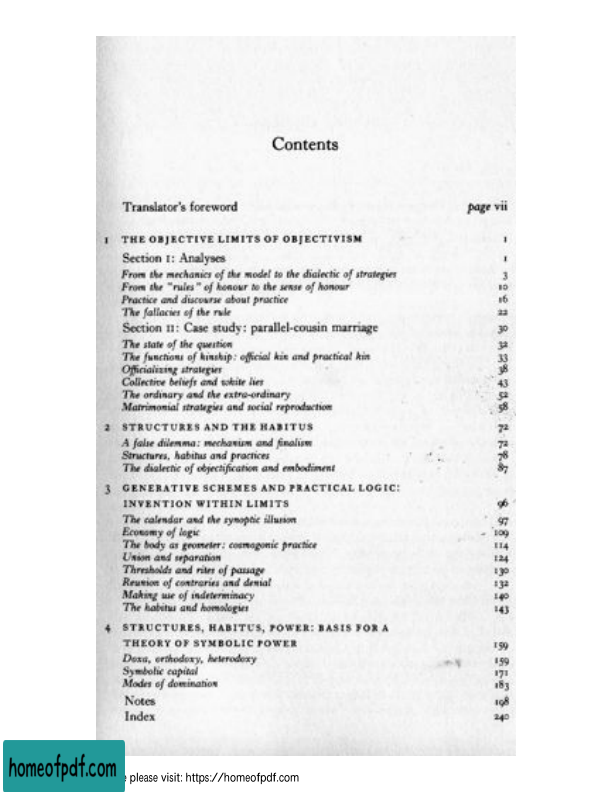 Contents
Translator's foreword page vii
1 THE OBJECTIVE LIMITS OF OBJECTIVISM 1
Section I: Analyses 1
From the mechanics of the model to the dialectic of strategies 3
From the "rules" of honour to the sense of honour 10
Practice and discourse about practice 16
The fallacies of the rule 22
Section II: Case study: parallel-cousin marriage 30
The state of the question 32
The functions of kinship: official kin and practical kin 33
Officializing strategies 38
Collective beliefs and white lies 43
The ordinary and the extra-ordinary 52
Matrimonial strategies and social reproduction 58
2 STRUCTURES AND THE HABITUS 72
A false dilemma: mechanism and finalism 72
Structures, habitus and practices 78
The dialectic of objectification and embodiment 87
3 GENERATIVE SCHEMES AND PRACTICAL LOGIC:
INVENTION WITHIN LIMITS 96
The calendar and the synoptic illusion 97
Economy of logic 109
The body as geometer: cosmogonic practice 114
Union and separation 124
Thresholds and rites of passage 130
Reunion of contraries and denial 132
Making use of indeterminacy 140
The habitus and homologies 143
4 STRUCTURES, HABITUS, POWER: BASIS FOR A
THEORY OF SYMBOLIC POWER 159
Doxa, orthodoxy, heterodoxy 159
Symbolic capital 171
Modes of domination 183
Notes 198
Index 240
homeofpdf.com please visit: https://homeofpdf.com